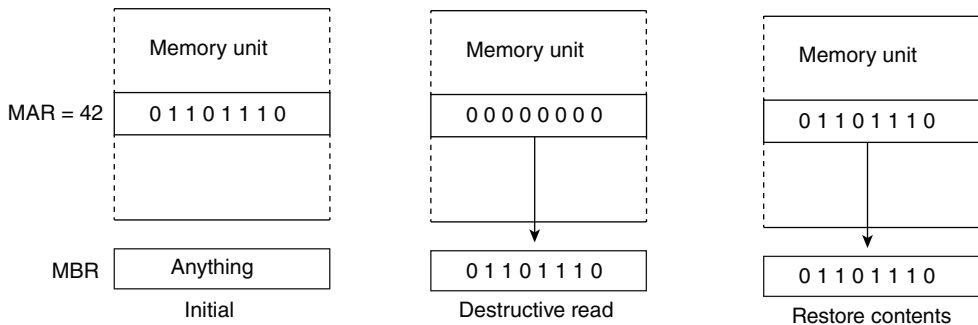 Memory unit
MAR = 42
0 1 1 0 1 1 1 0
MBR
Anything
Initial
Memory unit
0 0 0 0 0 0 0 0
0 1 1 0 1 1 1 0
Destructive read
Memory unit
0 1 1 0 1 1 1 0
0 1 1 0 1 1 1 0
Restore contents